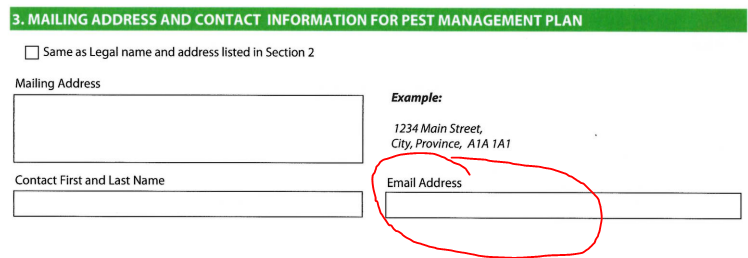 3. MAILING ADDRESS AND CONTACT INFORMATION FOR PEST MANAGEMENT PLAN
Same as Legal name and address listed in Section 2
Mailing Address
Example:
1234 Main Street,
City, Province, A1A 1A1
Contact First and Last Name
Email Address